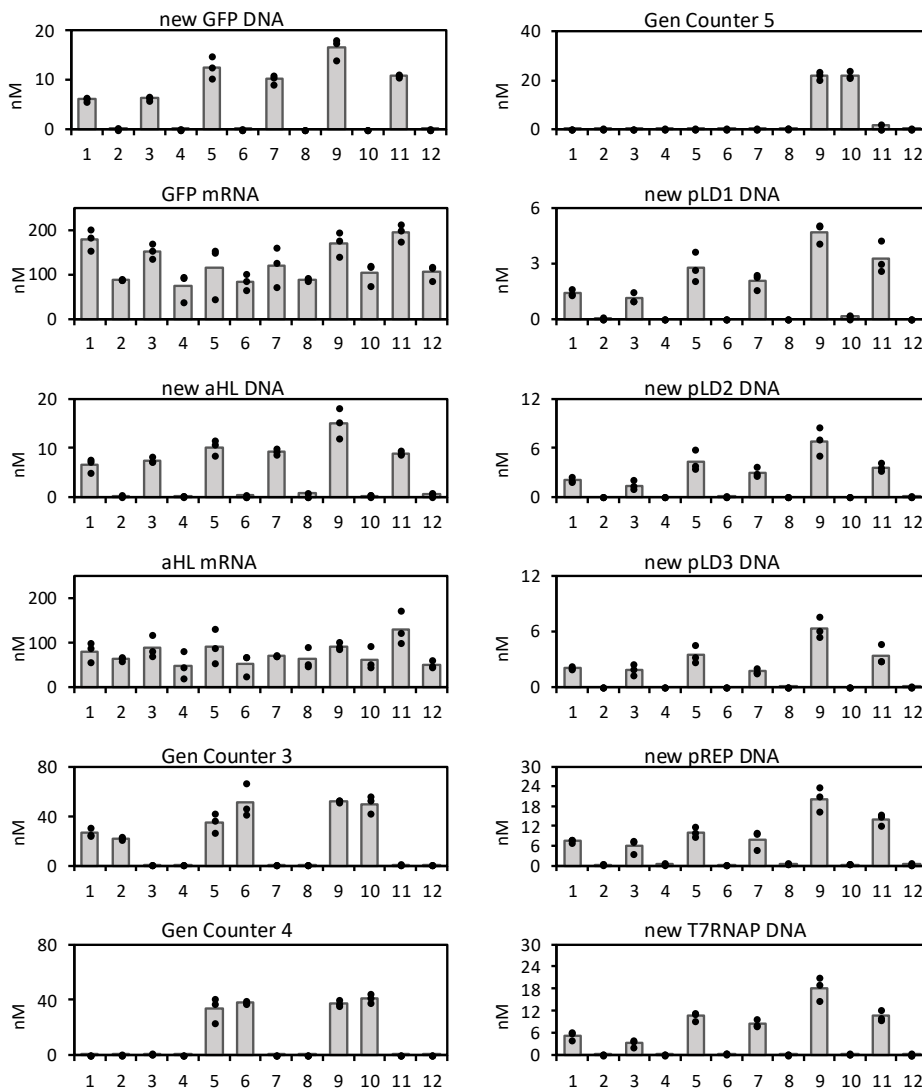 new GFP DNA
20
10
0
nM
1 2 3 4 5 6 7 8 9 10 11 12
GFP mRNA
200
100
0
nM
1 2 3 4 5 6 7 8 9 10 11 12
new aHL DNA
20
10
0
nM
1 2 3 4 5 6 7 8 9 10 11 12
aHL mRNA
200
100
0
nM
1 2 3 4 5 6 7 8 9 10 11 12
Gen Counter 3
80
40
0
nM
1 2 3 4 5 6 7 8 9 10 11 12
Gen Counter 4
80
40
0
nM
1 2 3 4 5 6 7 8 9 10 11 12
Gen Counter 5
40
20
0
nM
1 2 3 4 5 6 7 8 9 10 11 12
new pLD1 DNA
6
3
0
nM
1 2 3 4 5 6 7 8 9 10 11 12
new pLD2 DNA
12
6
0
nM
1 2 3 4 5 6 7 8 9 10 11 12
new pLD3 DNA
12
6
0
nM
1 2 3 4 5 6 7 8 9 10 11 12
new pREP DNA
30
24
18
12
6
0
nM
1 2 3 4 5 6 7 8 9 10 11 12
new T7RNAP DNA
30
24
18
12
6
0
nM
1 2 3 4 5 6 7 8 9 10 11 12